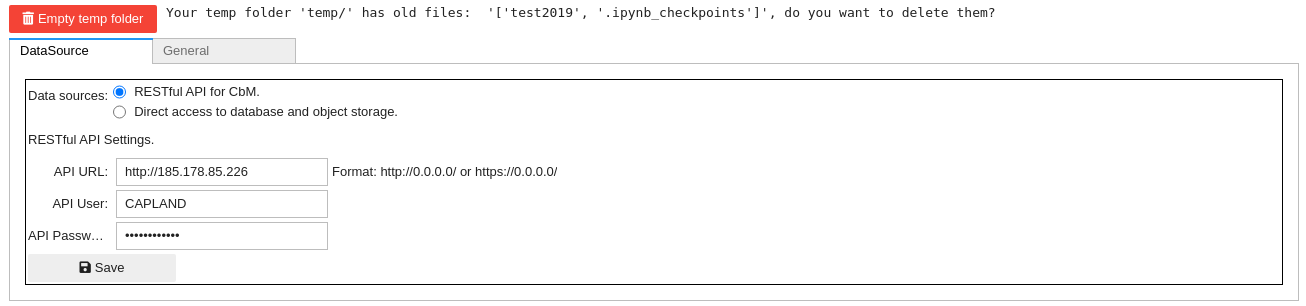 Empty temp folder
Your temp folder 'temp/' has old files:  '['test2019', '.ipynb_checkpoints']', do you want to delete them?
DataSource
General
Data sources:
RESTful API for CbM.
Direct access to database and object storage.
RESTful API Settings.
API URL: http://185.178.85.226 Format: http://0.0.0.0/ or https://0.0.0.0/
API User: CAPLAND
API Passw… ••••••••••••
Save